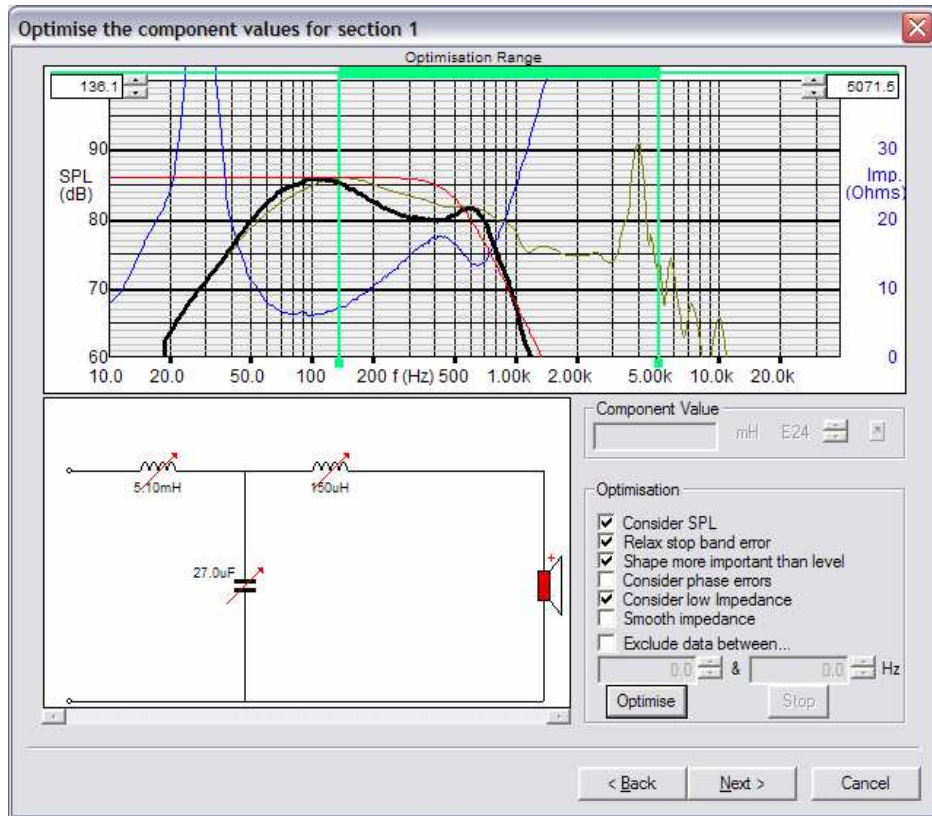 Optimise the component values for section 1
Optimisation Range
136.1
5071.5
90
80
70
60
SPL
(dB)
30
20
10
0
Imp.
(Ohms)
10.0 20.0 50.0 100 200 f (Hz) 500 1.00k 2.00k 5.00k 10.0k 20.0k
5.10mH
150uH
27.0uF
+
Component Value
mH E24
Optimisation
Consider SPL
Relax stop band error
Shape more important than level
Consider phase errors
Consider low Impedance
Smooth impedance
Exclude data between...
0.0 & 0.0 Hz
Optimise Stop
< Back Next > Cancel